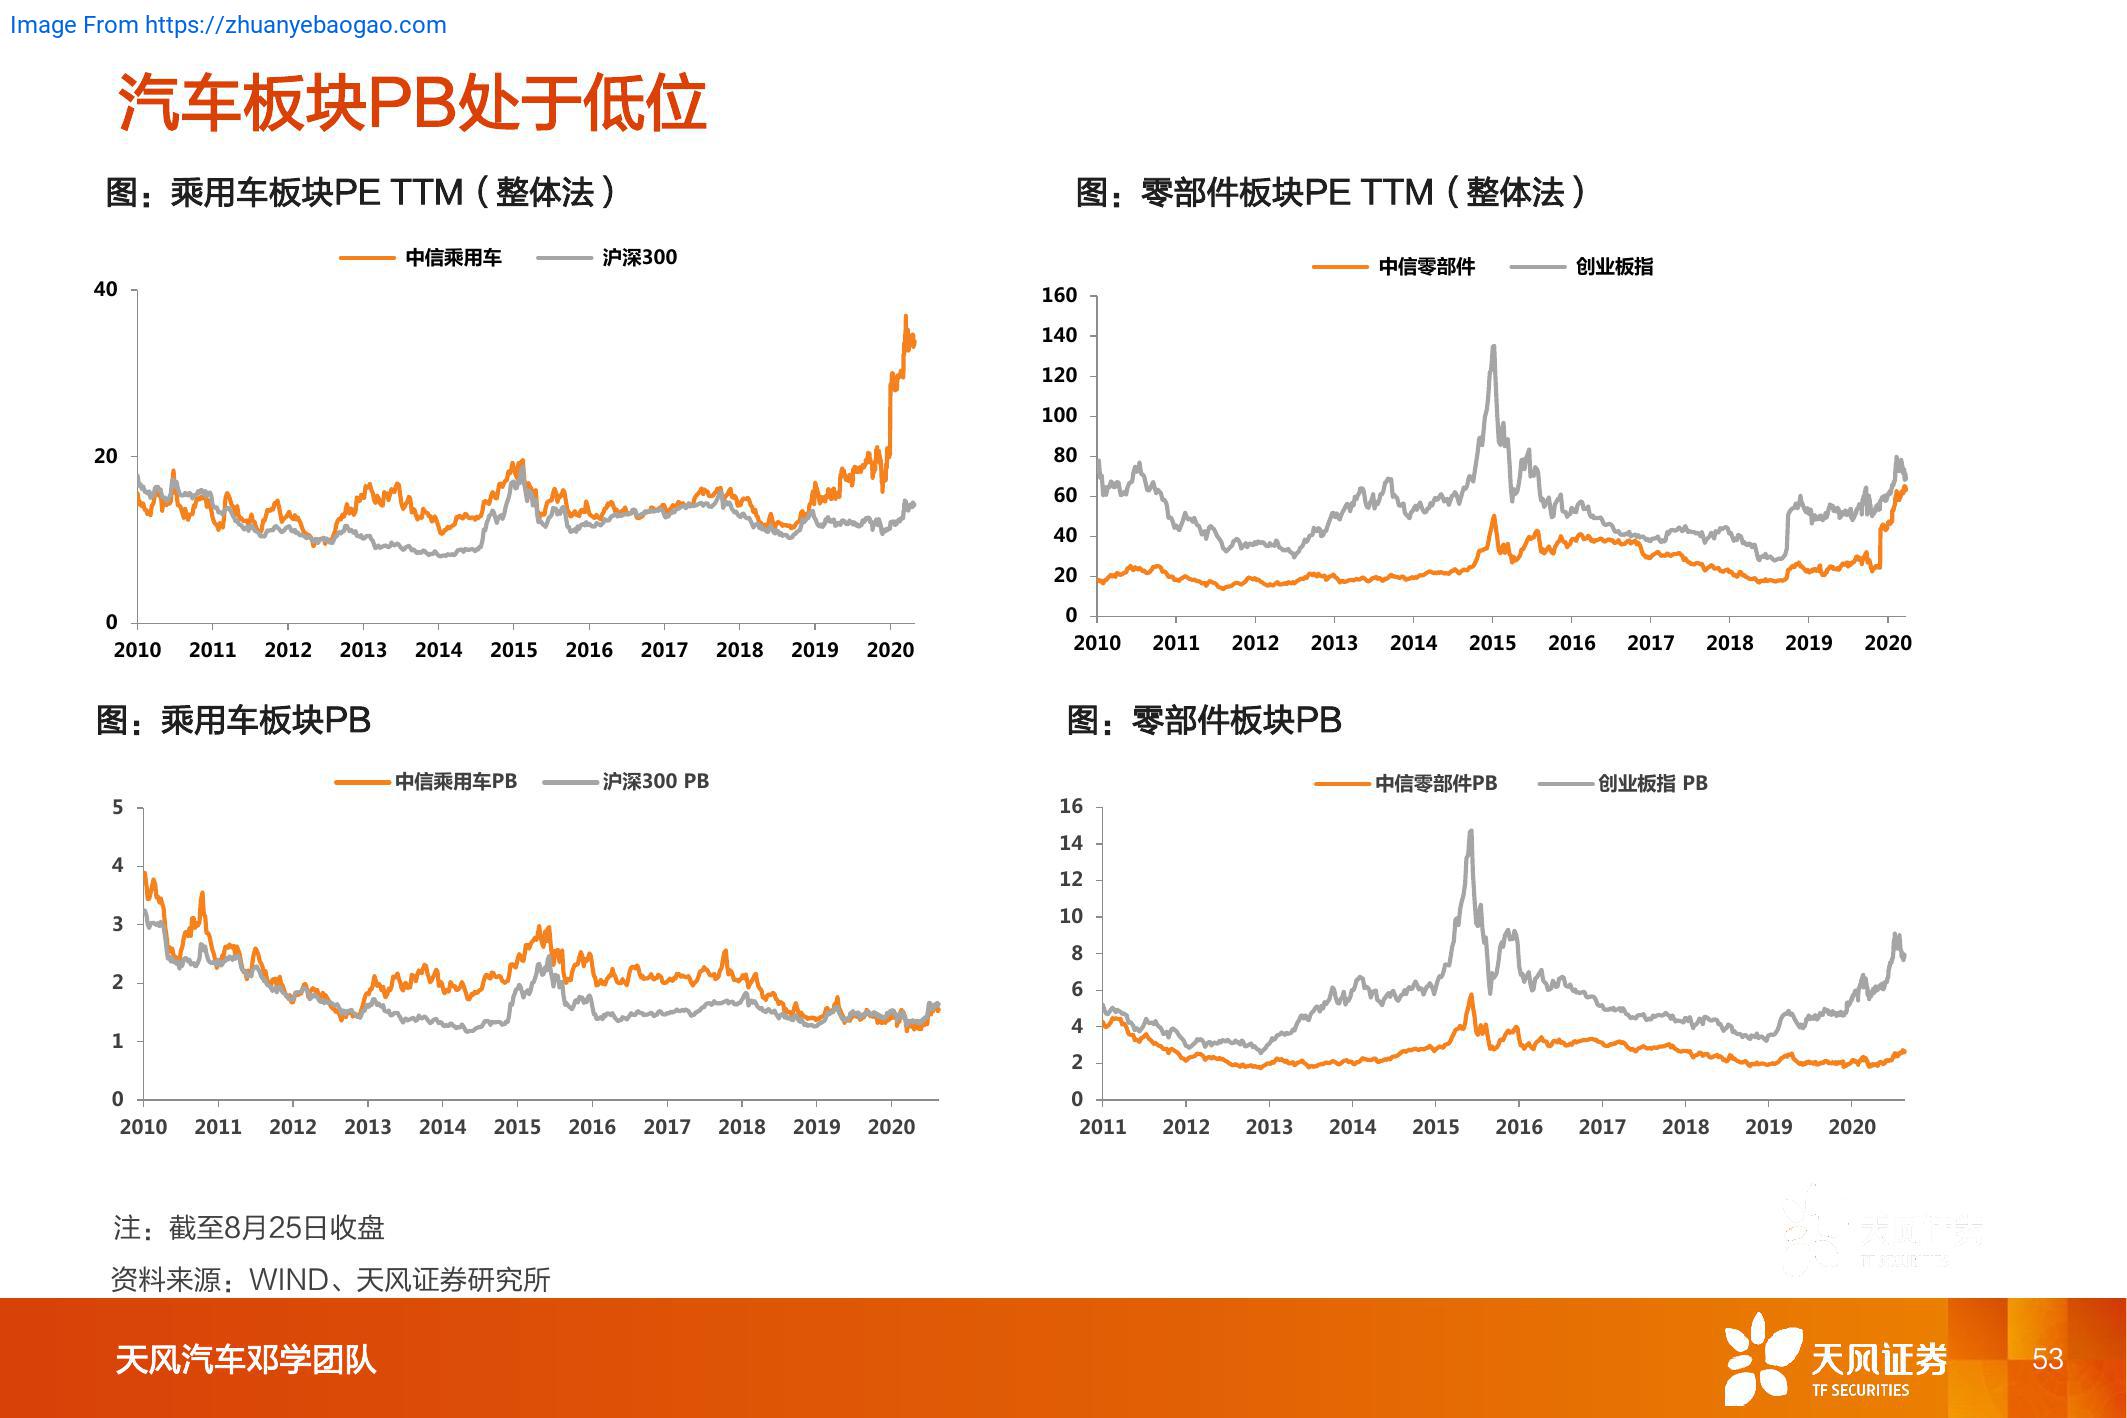 Image From https://zhuanyebaogao.com
汽车板块PB处于低位
图：乘用车板块PE TTM（整体法）
中信乘用车 沪深300
40
20
0
2010 2011 2012 2013 2014 2015 2016 2017 2018 2019 2020
图：零部件板块PE TTM（整体法）
中信零部件 创业板指
160
140
120
100
80
60
40
20
0
2010 2011 2012 2013 2014 2015 2016 2017 2018 2019 2020
图：乘用车板块PB
中信乘用车PB 沪深300 PB
5
4
3
2
1
0
2010 2011 2012 2013 2014 2015 2016 2017 2018 2019 2020
图：零部件板块PB
中信零部件PB 创业板指 PB
16
14
12
10
8
6
4
2
0
2011 2012 2013 2014 2015 2016 2017 2018 2019 2020
注：截至8月25日收盘
资料来源：WIND、天风证券研究所
天风证券
TF SECURITIES
天风汽车邓学团队
天风证券
TF SECURITIES
53